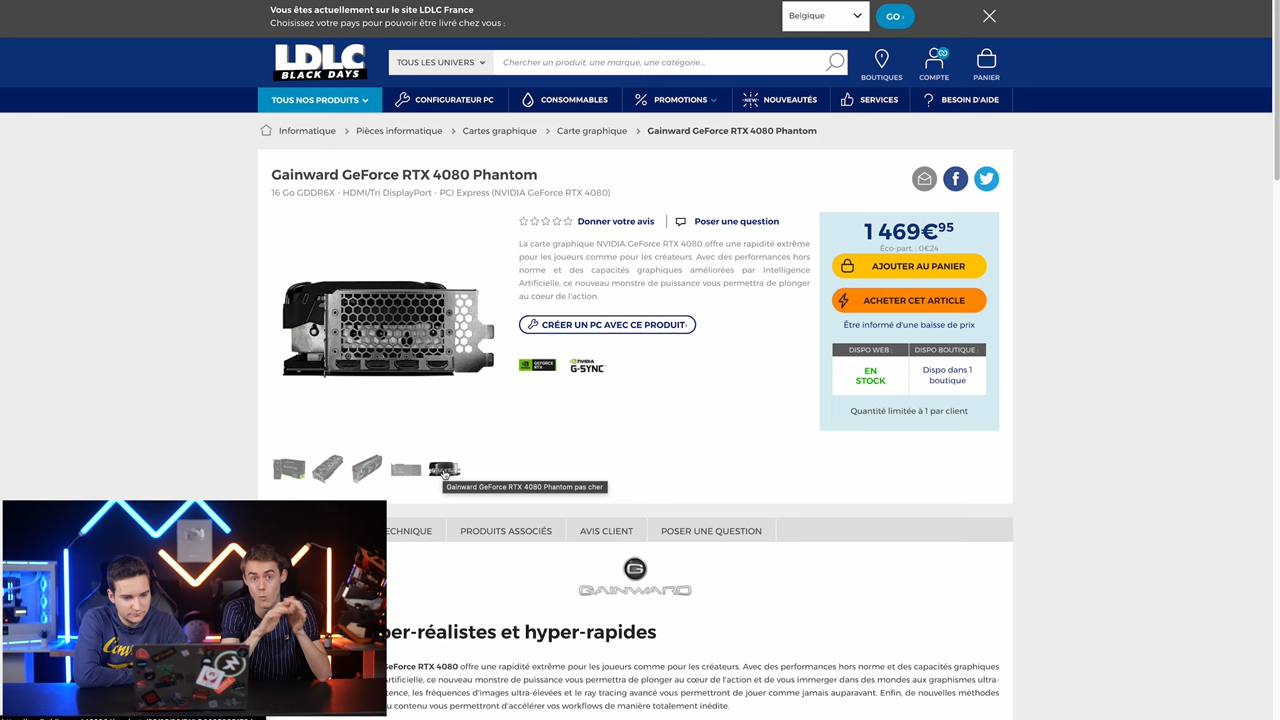 Vous êtes actuellement sur le site LDLC France
Choisissez votre pays pour pouvoir être livré chez vous :
Belgique
GO ›
LDLC
BLACK DAYS
TOUS LES UNIVERS
Chercher un produit, une marque, une catégorie...
BOUTIQUES
COMPTE
PANIER
TOUS NOS PRODUITS
CONFIGURATEUR PC
CONSOMMABLES
PROMOTIONS
NEW
NOUVEAUTÉS
SERVICES
BESOIN D'AIDE
Informatique > Pièces informatique > Cartes graphique > Carte graphique > Gainward GeForce RTX 4080 Phantom
Gainward GeForce RTX 4080 Phantom
16 Go GDDR6X - HDMI/Tri DisplayPort - PCI Express (NVIDIA GeForce RTX 4080)
Donner votre avis
Poser une question
La carte graphique NVIDIA GeForce RTX 4080 offre une rapidité extrême
pour les joueurs comme pour les créateurs. Avec des performances hors
norme et des capacités graphiques améliorées par Intelligence
Artificielle, ce nouveau monstre de puissance vous permettra de plonger
au coeur de l'action.
CRÉER UN PC AVEC CE PRODUIT›
GEFORCE
RTX
NVIDIA
G-SYNC
1 469€95
Éco-part. : 0€24
AJOUTER AU PANIER
ACHETER CET ARTICLE
Être informé d'une baisse de prix
DISPO WEB :
DISPO BOUTIQUE :
EN
STOCK
Dispo dans 1
boutique
Quantité limitée à 1 par client
Gainward GeForce RTX 4080 Phantom pas cher
ECHNIQUE
PRODUITS ASSOCIÉS
AVIS CLIENT
POSER UNE QUESTION
GAINWARD
per-réalistes et hyper-rapides
GeForce RTX 4080 offre une rapidité extrême pour les joueurs comme pour les créateurs. Avec des performances hors norme et des capacités graphiques
Artificielle, ce nouveau monstre de puissance vous permettra de plonger au cœur de l'action et de vous immerger dans des mondes aux graphismes ultra-
tence, les fréquences d'images ultra-élevées et le ray tracing avancé vous permettront de jouer comme jamais auparavant. Enfin, de nouvelles méthodes
u contenu vous permettront d'accélérer vos workflows de manière totalement inédite.